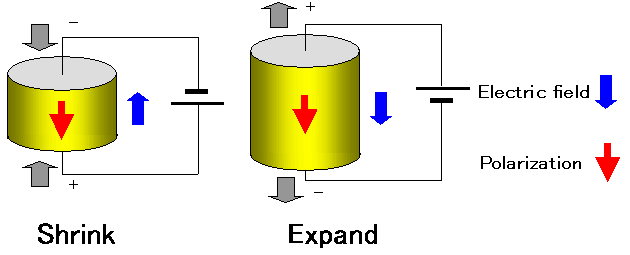 − +
+ −
Electric field
Polarization
Shrink Expand